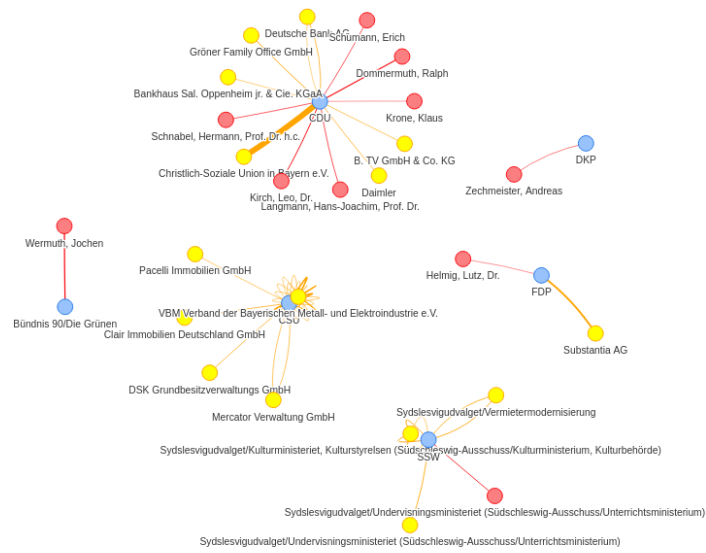 Deutsche Bank AG
Schumann, Erich
Gröner Family Office GmbH
Dommermuth, Ralph
Bankhaus Sal. Oppenheim jr. & Cie. KGaA
Krone, Klaus
CDU
Schnabel, Hermann, Prof. Dr. h.c.
B. TV GmbH & Co. KG
DKP
Christlich-Soziale Union in Bayern e.V.
Zechmeister, Andreas
Kirch, Leo, Dr.
Daimler
Langmann, Hans-Joachim, Prof. Dr.
Wermuth, Jochen
Pacelli Immobilien GmbH
Helmig, Lutz, Dr.
FDP
VBM Verband der Bayerischen Metall- und Elektroindustrie e.V.
CSU
Bündnis 90/Die Grünen
Clair Immobilien Deutschland GmbH
Substantia AG
DSK Grundbesitzverwaltungs GmbH
Mercator Verwaltung GmbH
Sydslesvigudvalget/Vermietermodernisierung
Sydslesvigudvalget/Kulturministeriet, Kulturstyrelsen (Südschleswig-Ausschuss/Kulturministerium, Kulturbehörde)
SSW
Sydslesvigudvalget/Undervisningsministeriet (Südschleswig-Ausschuss/Unterrichtsministerium)
Sydslesvigudvalget/Undervisningsministeriet (Südschleswig-Ausschuss/Unterrichtsministerium)